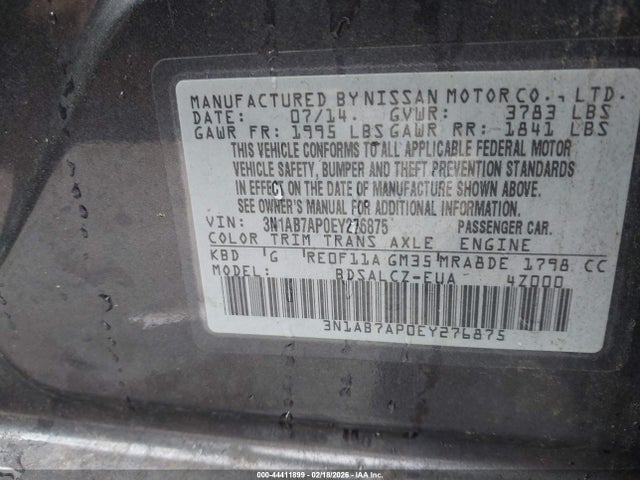 MANUFACTURED BY NISSAN MOTOR CO., LTD.
DATE: 07/14. GVWR: 3783 LBS
GAWR FR: 1995 LBS GAWR RR: 1841 LBS
THIS VEHICLE CONFORMS TO ALL APPLICABLE FEDERAL MOTOR
VEHICLE SAFETY, BUMPER AND THEFT PREVENTION STANDARDS
IN EFFECT ON THE DATE OF MANUFACTURE SHOWN ABOVE.
SEE OWNER'S MANUAL FOR ADDITIONAL INFORMATION.
VIN: 3N1AB7AP0EY276875 PASSENGER CAR.
COLOR TRIM TRANS AXLE ENGINE
KBD G RE0F11A GM35 MRA8DE 1798 CC
MODEL: BDSALCZ-EUA 4Z000
3N1AB7AP0EY276875
000-44411899 02/18/2026 - COPYRIGHT IAA, LLC.